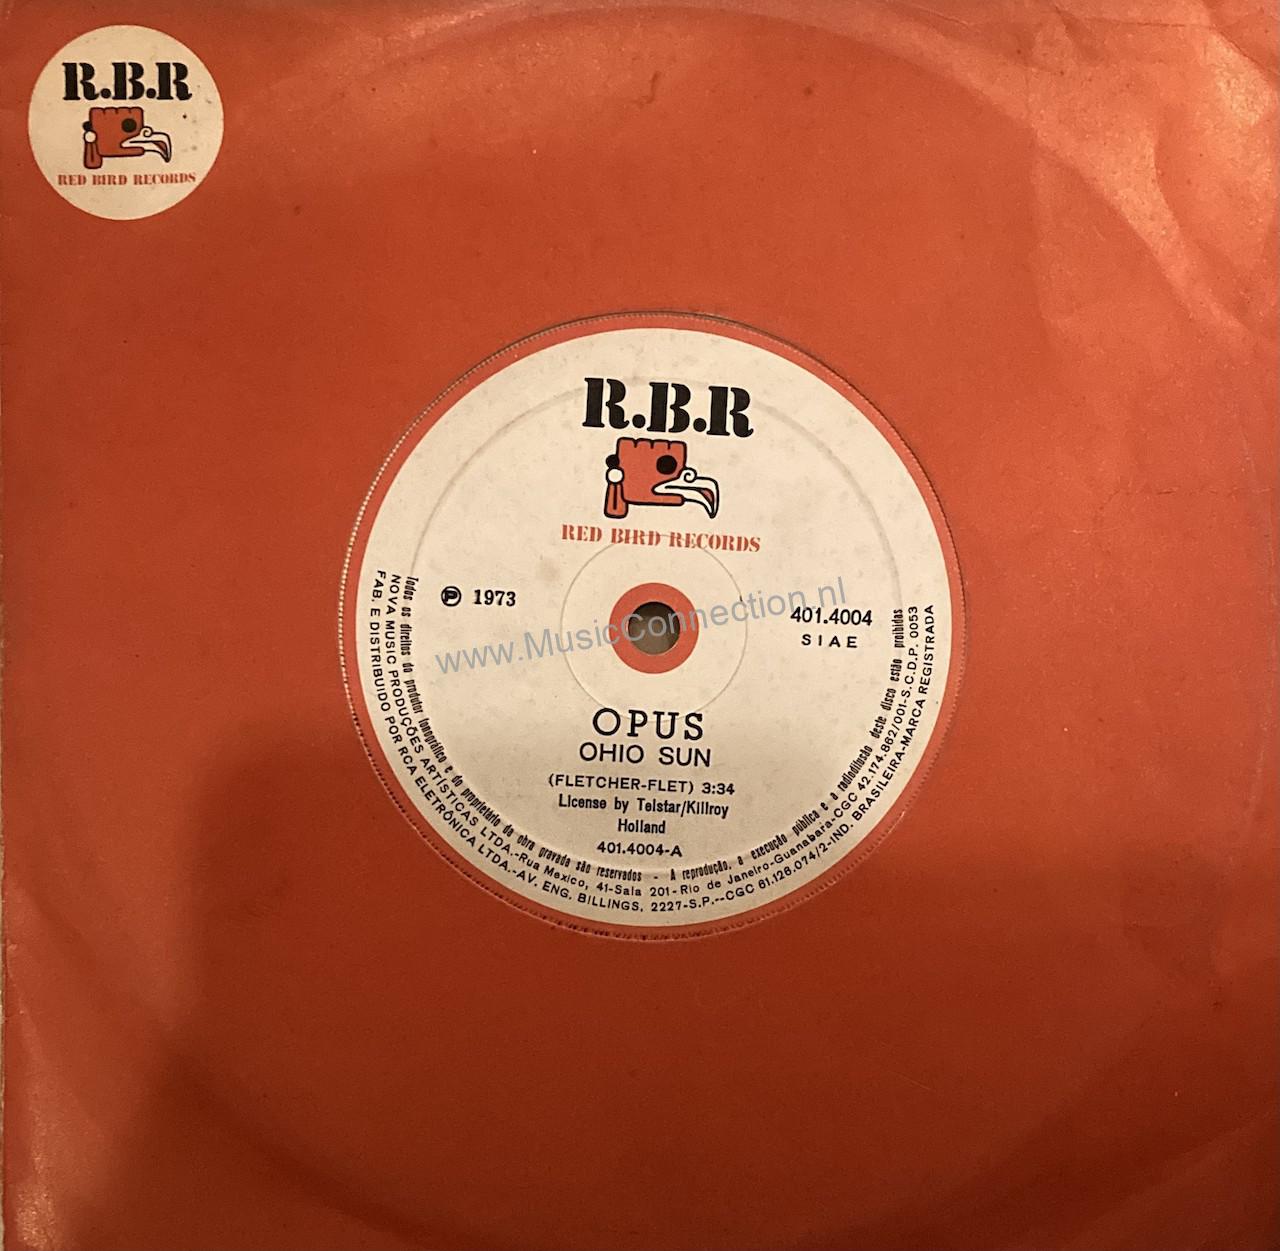 R.B.R
RED BIRD RECORDS
R.B.R
RED BIRD RECORDS
Ⓟ 1973
401.4004
SIAE
www.MusicConnection.nl
OPUS
OHIO SUN
(FLETCHER-FLET) 3:34
License by Telstar/Killroy
Holland
401.4004-A
Todos os direitos do produtor fonográfico e do proprietário da obra gravada são reservados - A reprodução, a execução pública e a radiodifusão deste disco estão proibidas
NOVA MUSIC PRODUÇÕES ARTÍSTICAS LTDA.-Rua Mexico, 41-Sala 201-Rio de Janeiro-Guanabara-CGC 42.174.862/001-S.C.D.P. 0053
FAB. E DISTRIBUIDO POR RCA ELETRÔNICA LTDA.-AV. ENG. BILLINGS, 2227-S.P.--CGC 61.128.074/2-IND. BRASILEIRA-MARCA REGISTRADA